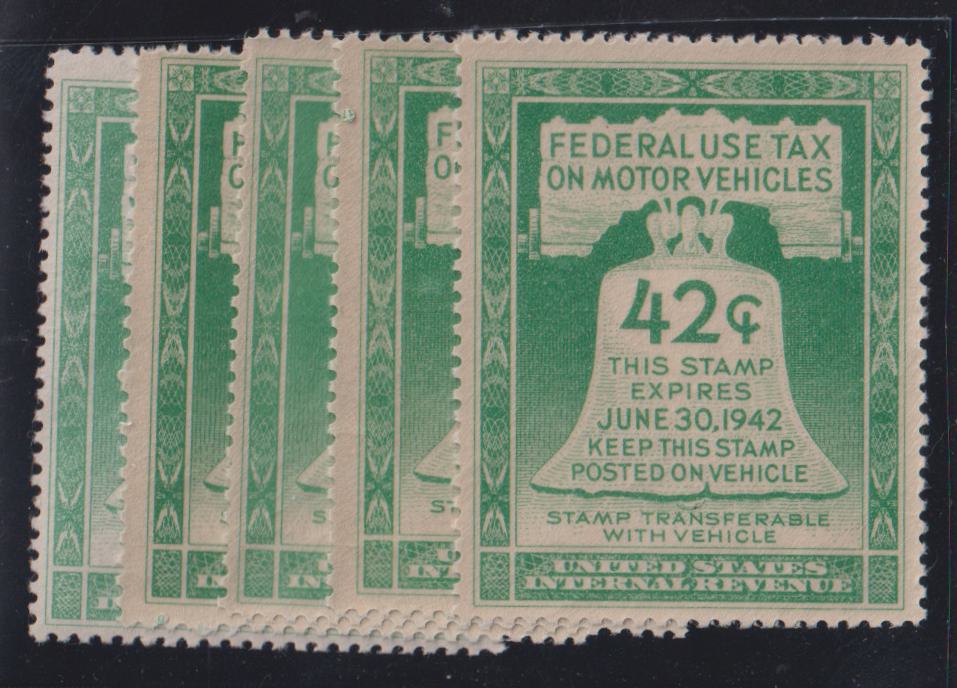 FEDERAL USE TAX
ON MOTOR VEHICLES
42¢
THIS STAMP
EXPIRES
JUNE 30, 1942
KEEP THIS STAMP
POSTED ON VEHICLE
STAMP TRANSFERABLE
WITH VEHICLE
UNITED STATES
INTERNAL REVENUE